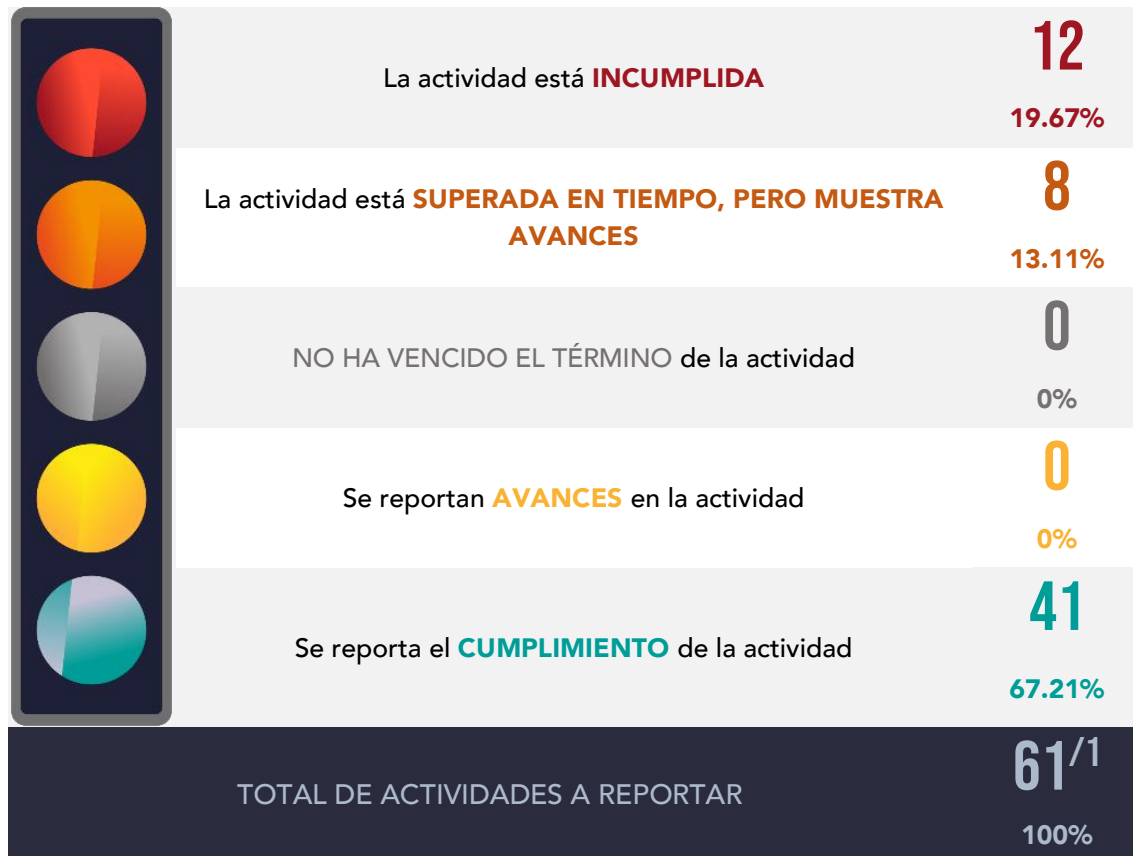 La actividad está INCUMPLIDA
12
19.67%
La actividad está SUPERADA EN TIEMPO, PERO MUESTRA
AVANCES
8
13.11%
NO HA VENCIDO EL TÉRMINO de la actividad
0
0%
Se reportan AVANCES en la actividad
0
0%
Se reporta el CUMPLIMIENTO de la actividad
41
67.21%
TOTAL DE ACTIVIDADES A REPORTAR
61/1
100%